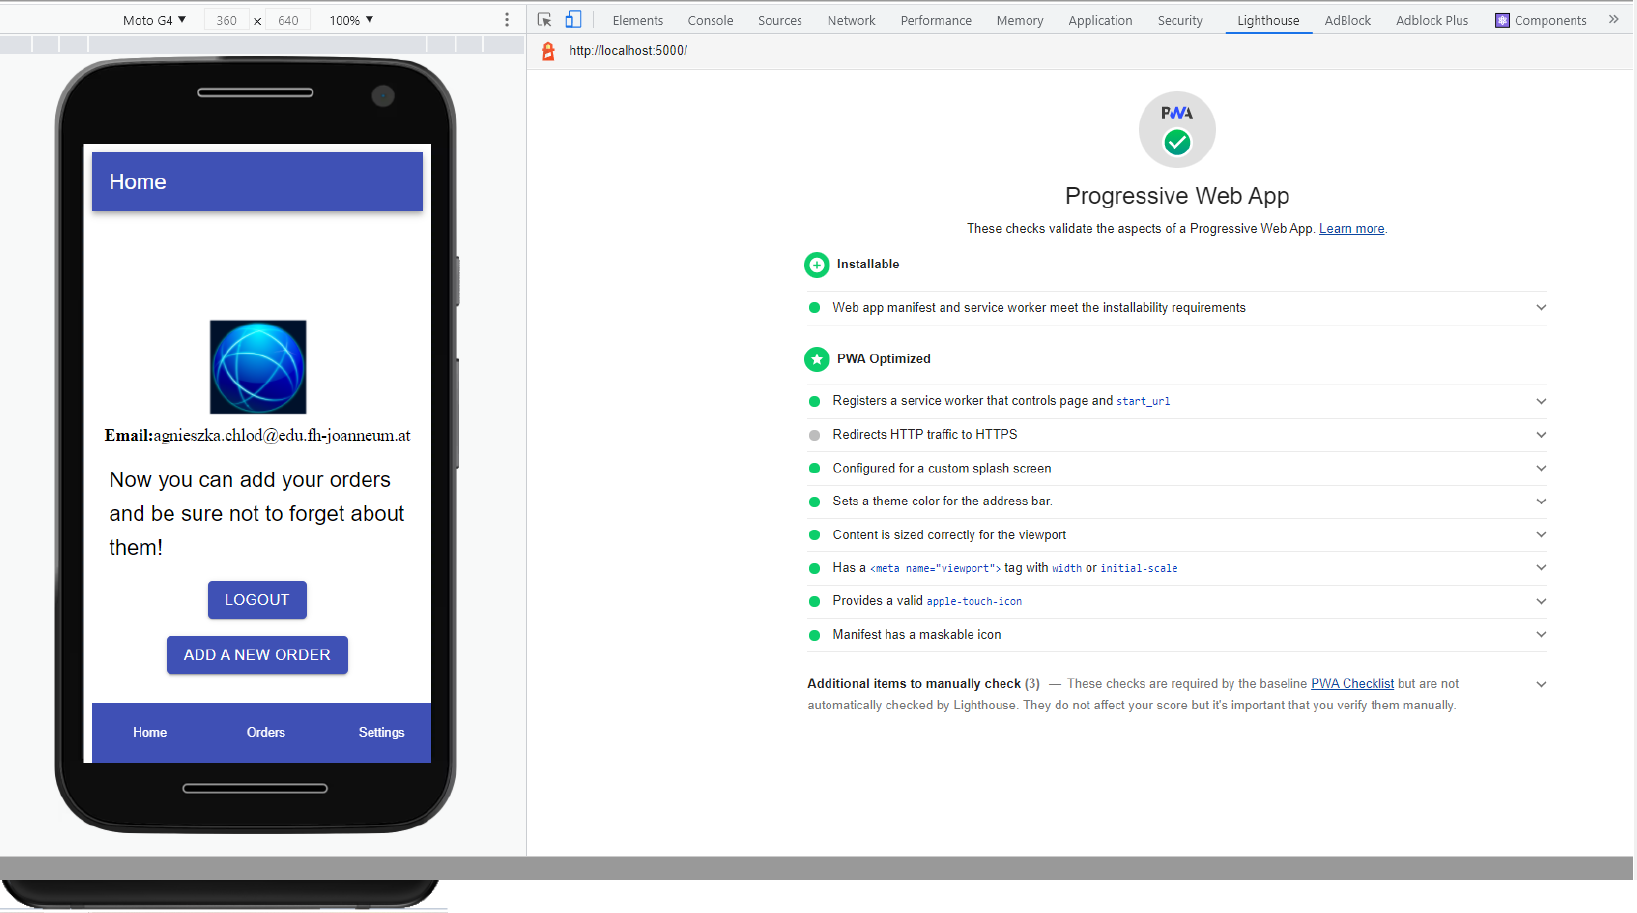 Moto G4 ▼ 360 x 640 100% ▼
Elements Console Sources Network Performance Memory Application Security Lighthouse AdBlock Adblock Plus Components »
http://localhost:5000/
Home
Email:agnieszka.chlod@edu.fh-joanneum.at
Now you can add your orders
and be sure not to forget about
them!
LOGOUT
ADD A NEW ORDER
Home Orders Settings
PWA
Progressive Web App
These checks validate the aspects of a Progressive Web App. Learn more.
Installable
Web app manifest and service worker meet the installability requirements
PWA Optimized
Registers a service worker that controls page and start_url
Redirects HTTP traffic to HTTPS
Configured for a custom splash screen
Sets a theme color for the address bar.
Content is sized correctly for the viewport
Has a <meta name="viewport"> tag with width or initial-scale
Provides a valid apple-touch-icon
Manifest has a maskable icon
Additional items to manually check (3) — These checks are required by the baseline PWA Checklist but are not
automatically checked by Lighthouse. They do not affect your score but it's important that you verify them manually.